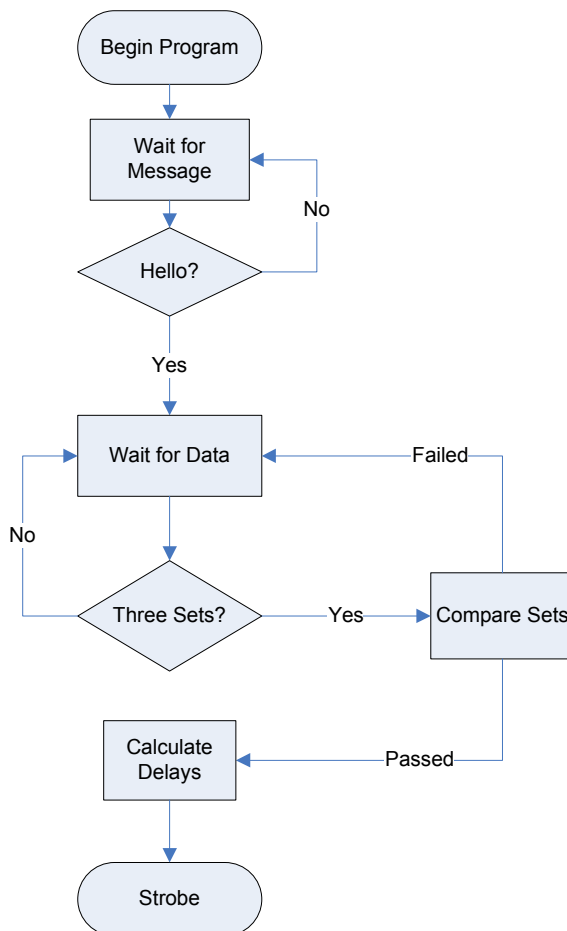 Begin Program
Wait for
Message
No
Hello?
Yes
Wait for Data
Failed
No
Three Sets?
Yes
Compare Sets
Calculate
Delays
Passed
Strobe